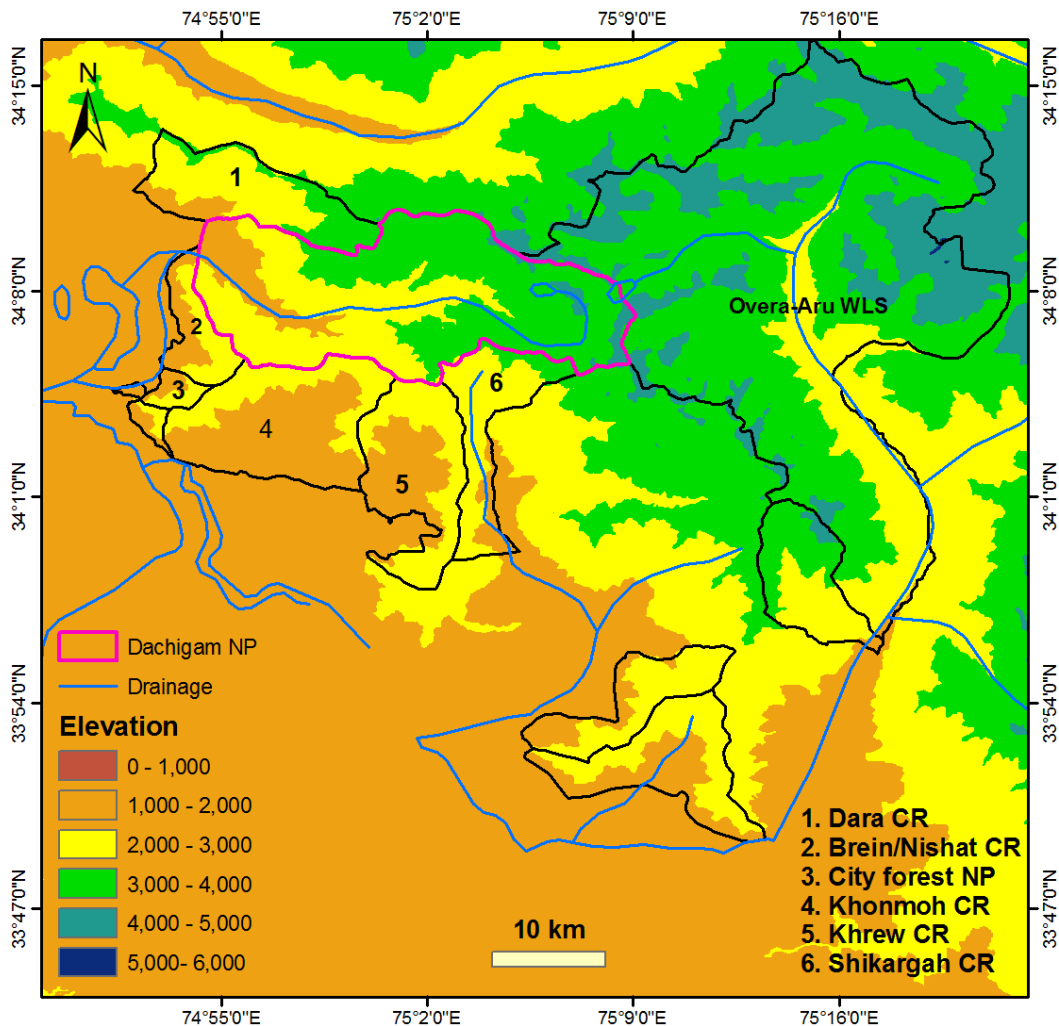 74°55'0"E 75°2'0"E 75°9'0"E 75°16'0"E
34°15'0"N 34°15'0"N
N
1
34°8'0"N 34°8'0"N
Overa-Aru WLS
2
6
3
4
5
34°1'0"N 34°1'0"N
Dachigam NP
Drainage
33°54'0"N 33°54'0"N
Elevation
0 - 1,000
1,000 - 2,000
2,000 - 3,000
3,000 - 4,000
4,000 - 5,000
5,000- 6,000
1. Dara CR
2. Brein/Nishat CR
3. City forest NP
4. Khonmoh CR
5. Khrew CR
6. Shikargah CR
33°47'0"N 33°47'0"N
10 km
74°55'0"E 75°2'0"E 75°9'0"E 75°16'0"E